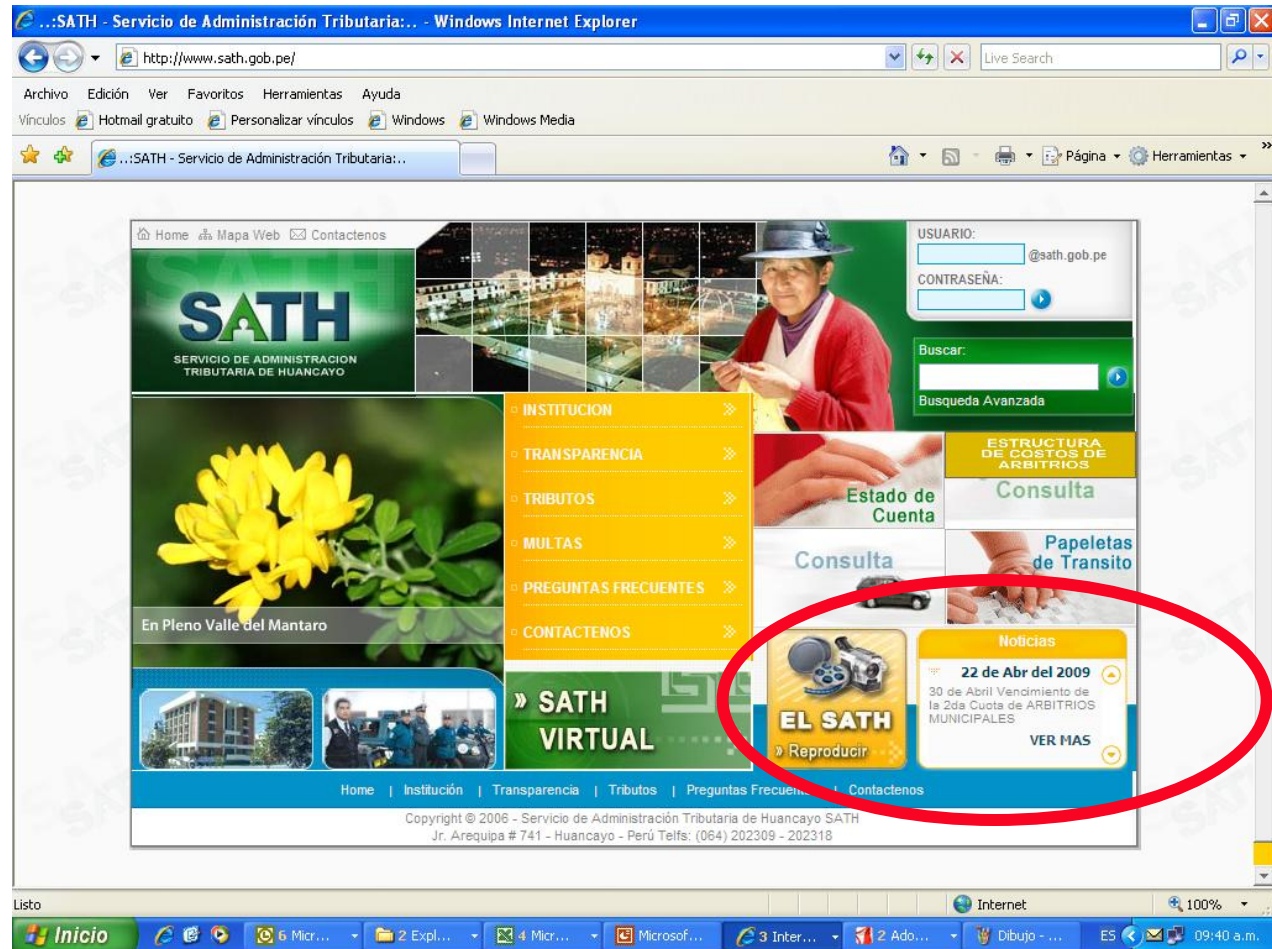 ..:SATH - Servicio de Administración Tributaria:.. - Windows Internet Explorer
http://www.sath.gob.pe/
Live Search
Archivo Edición Ver Favoritos Herramientas Ayuda
Vínculos Hotmail gratuito Personalizar vínculos Windows Windows Media
..:SATH - Servicio de Administración Tributaria:..
Página Herramientas
Home Mapa Web Contactenos
SATH
SERVICIO DE ADMINISTRACION
TRIBUTARIA DE HUANCAYO
USUARIO:
@sath.gob.pe
CONTRASEÑA:
Buscar:
Busqueda Avanzada
INSTITUCION
TRANSPARENCIA
TRIBUTOS
MULTAS
PREGUNTAS FRECUENTES
CONTACTENOS
Estado de
Cuenta
ESTRUCTURA
DE COSTOS DE
ARBITRIOS
Consulta
Consulta
Papeletas
de Transito
En Pleno Valle del Mantaro
» SATH
VIRTUAL
EL SATH
» Reproducir
Noticias
22 de Abr del 2009
30 de Abril Vencimiento de
la 2da Cuota de ARBITRIOS
MUNICIPALES
VER MAS
Home | Institución | Transparencia | Tributos | Preguntas Frecuentes | Contactenos
Copyright © 2006 - Servicio de Administración Tributaria de Huancayo SATH
Jr. Arequipa # 741 - Huancayo - Perú Telfs: (064) 202309 - 202318
Listo
Internet
100%
Inicio
6 Micr...
2 Expl...
4 Micr...
Microsof...
3 Inter...
2 Ado...
Dibujo - ...
ES
09:40 a.m.